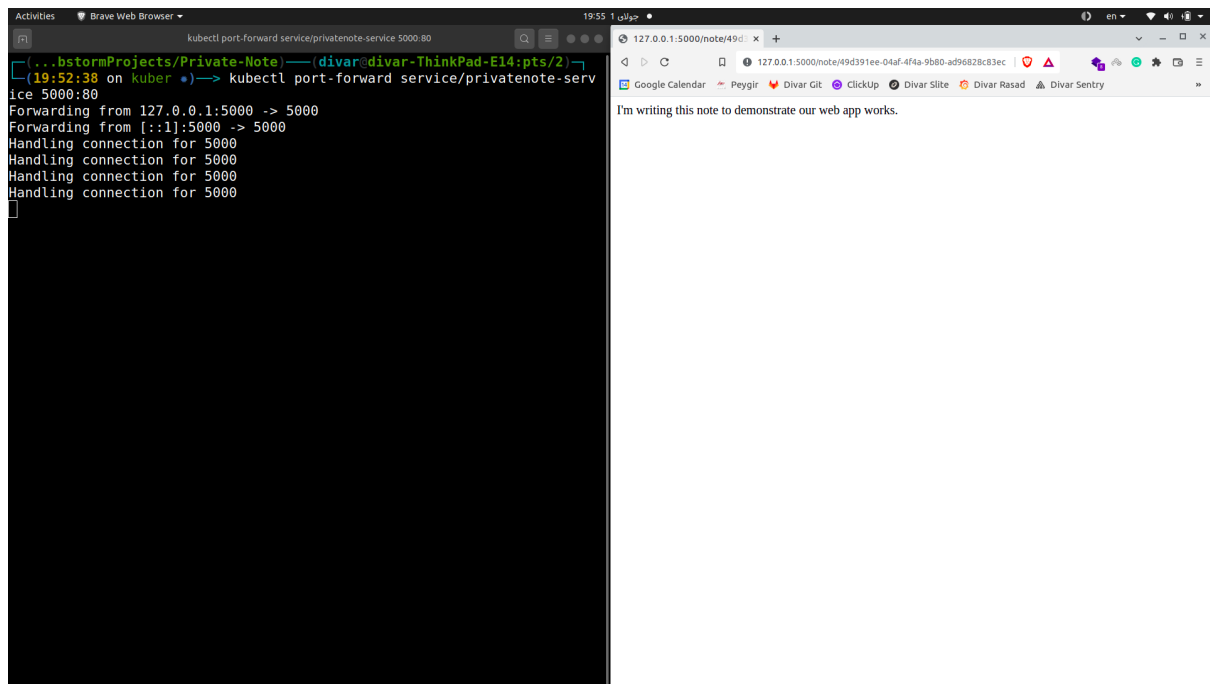 Activities Brave Web Browser 19:55 1 جولای en
kubectl port-forward service/privatenote-service 5000:80
(...bstormProjects/Private-Note)——(divar@divar-ThinkPad-E14:pts/2)
(19:52:38 on kuber ●)——> kubectl port-forward service/privatenote-serv
ice 5000:80
Forwarding from 127.0.0.1:5000 -> 5000
Forwarding from [::1]:5000 -> 5000
Handling connection for 5000
Handling connection for 5000
Handling connection for 5000
Handling connection for 5000
127.0.0.1:5000/note/49d
127.0.0.1:5000/note/49d391ee-04af-4f4a-9b80-ad96828c83ec
Google Calendar Peygir Divar Git ClickUp Divar Slite Divar Rasad Divar Sentry »
I'm writing this note to demonstrate our web app works.